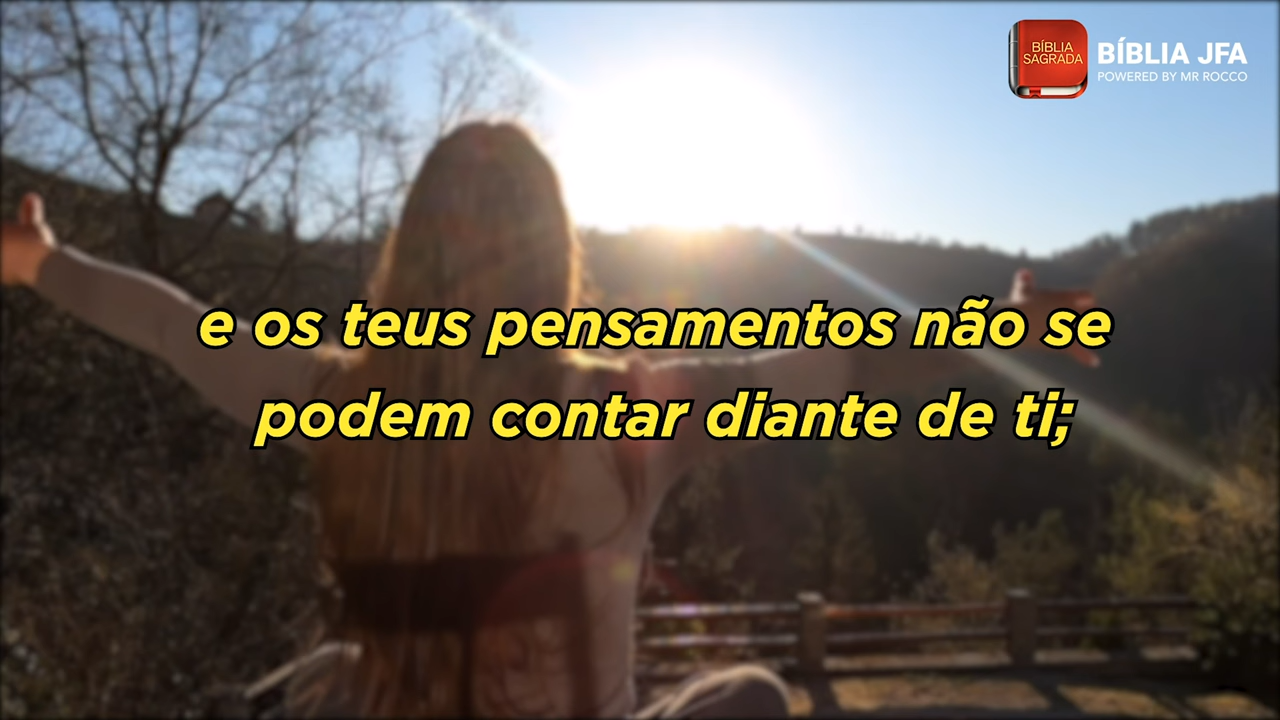 BÍBLIA
SAGRADA
BÍBLIA JFA
POWERED BY MR ROCCO
e os teus pensamentos não se
podem contar diante de ti;